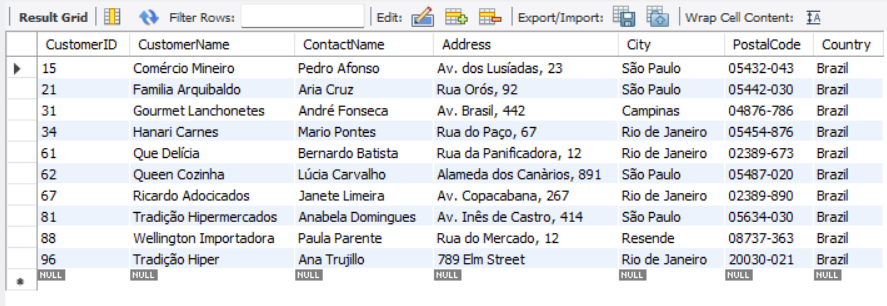 Result Grid Filter Rows: Edit: Export/Import: Wrap Cell Content: IA
CustomerID CustomerName ContactName Address City PostalCode Country
15 Comércio Mineiro Pedro Afonso Av. dos Lusíadas, 23 São Paulo 05432-043 Brazil
21 Familia Arquibaldo Aria Cruz Rua Orós, 92 São Paulo 05442-030 Brazil
31 Gourmet Lanchonetes André Fonseca Av. Brasil, 442 Campinas 04876-786 Brazil
34 Hanari Carnes Mario Pontes Rua do Paço, 67 Rio de Janeiro 05454-876 Brazil
61 Que Delícia Bernardo Batista Rua da Panificadora, 12 Rio de Janeiro 02389-673 Brazil
62 Queen Cozinha Lúcia Carvalho Alameda dos Canàrios, 891 São Paulo 05487-020 Brazil
67 Ricardo Adocicados Janete Limeira Av. Copacabana, 267 Rio de Janeiro 02389-890 Brazil
81 Tradição Hipermercados Anabela Domingues Av. Inês de Castro, 414 São Paulo 05634-030 Brazil
88 Wellington Importadora Paula Parente Rua do Mercado, 12 Resende 08737-363 Brazil
96 Tradição Hiper Ana Trujillo 789 Elm Street Rio de Janeiro 20030-021 Brazil
NULL NULL NULL NULL NULL NULL NULL